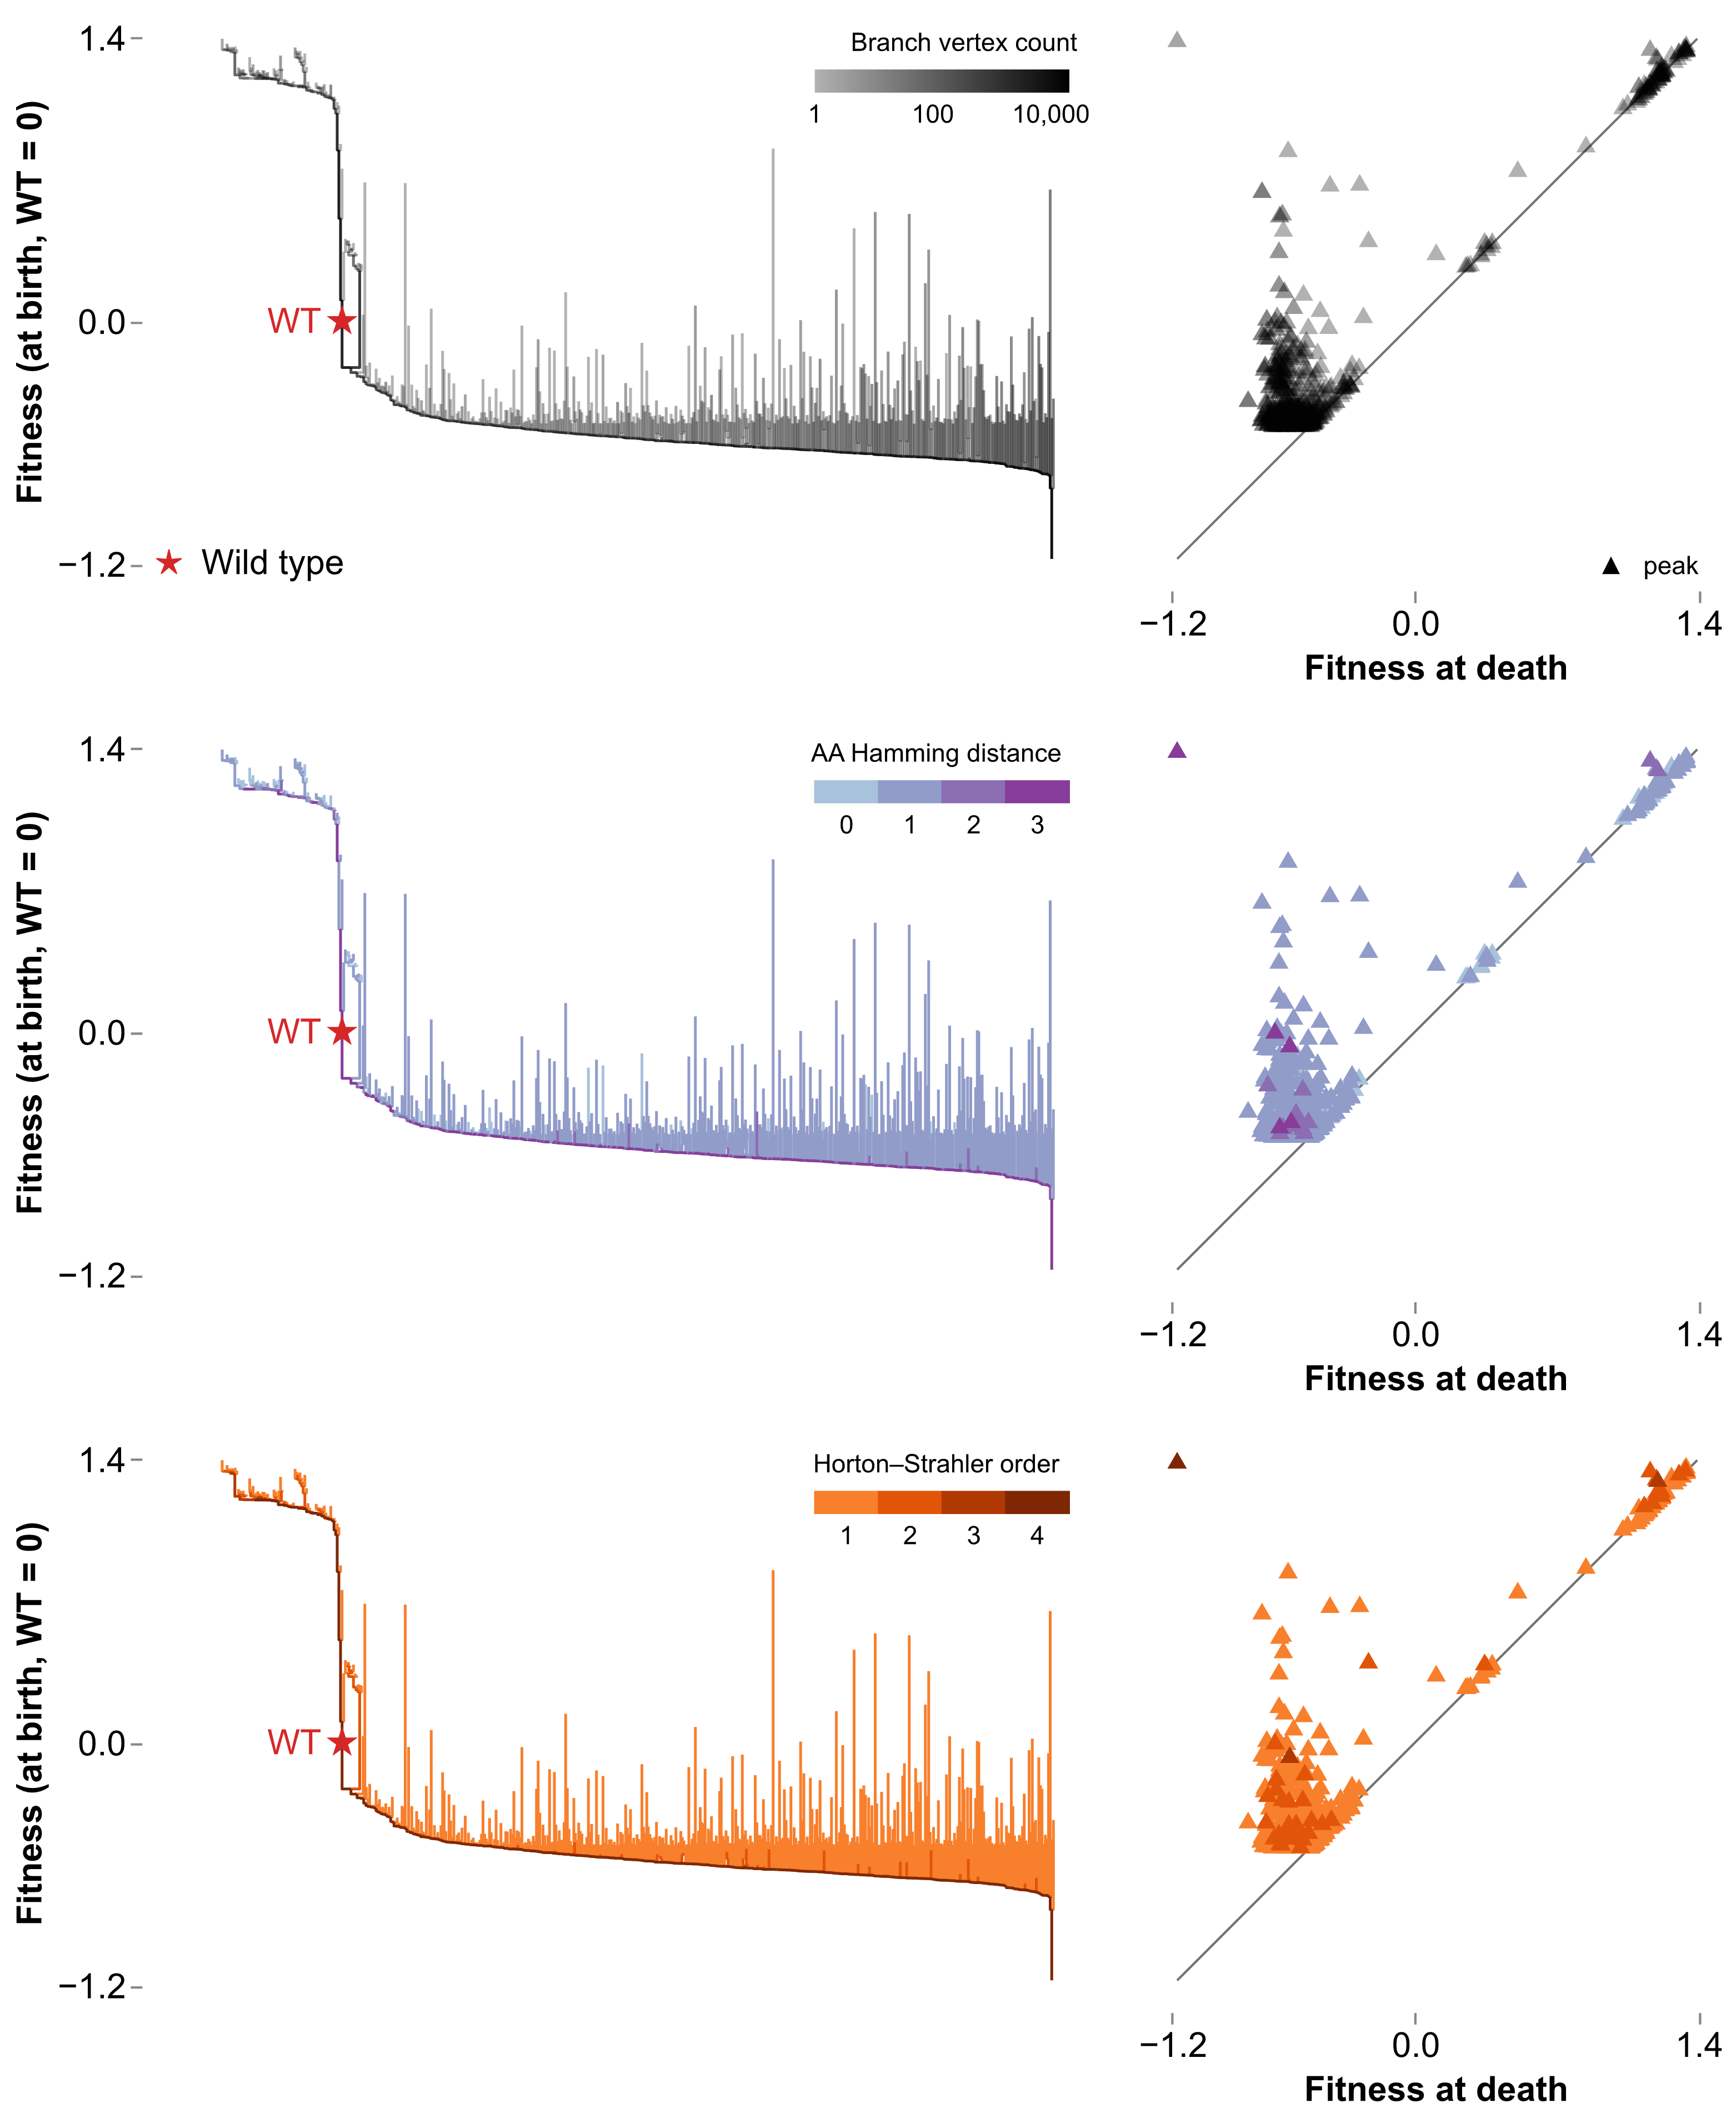 Fitness (at birth, WT = 0)
1.4
0.0
−1.2
WT
Wild type
Branch vertex count
1 100 10,000
peak
−1.2 0.0 1.4
Fitness at death
Fitness (at birth, WT = 0)
1.4
0.0
−1.2
WT
AA Hamming distance
0 1 2 3
−1.2 0.0 1.4
Fitness at death
Fitness (at birth, WT = 0)
1.4
0.0
−1.2
WT
Horton–Strahler order
1 2 3 4
−1.2 0.0 1.4
Fitness at death